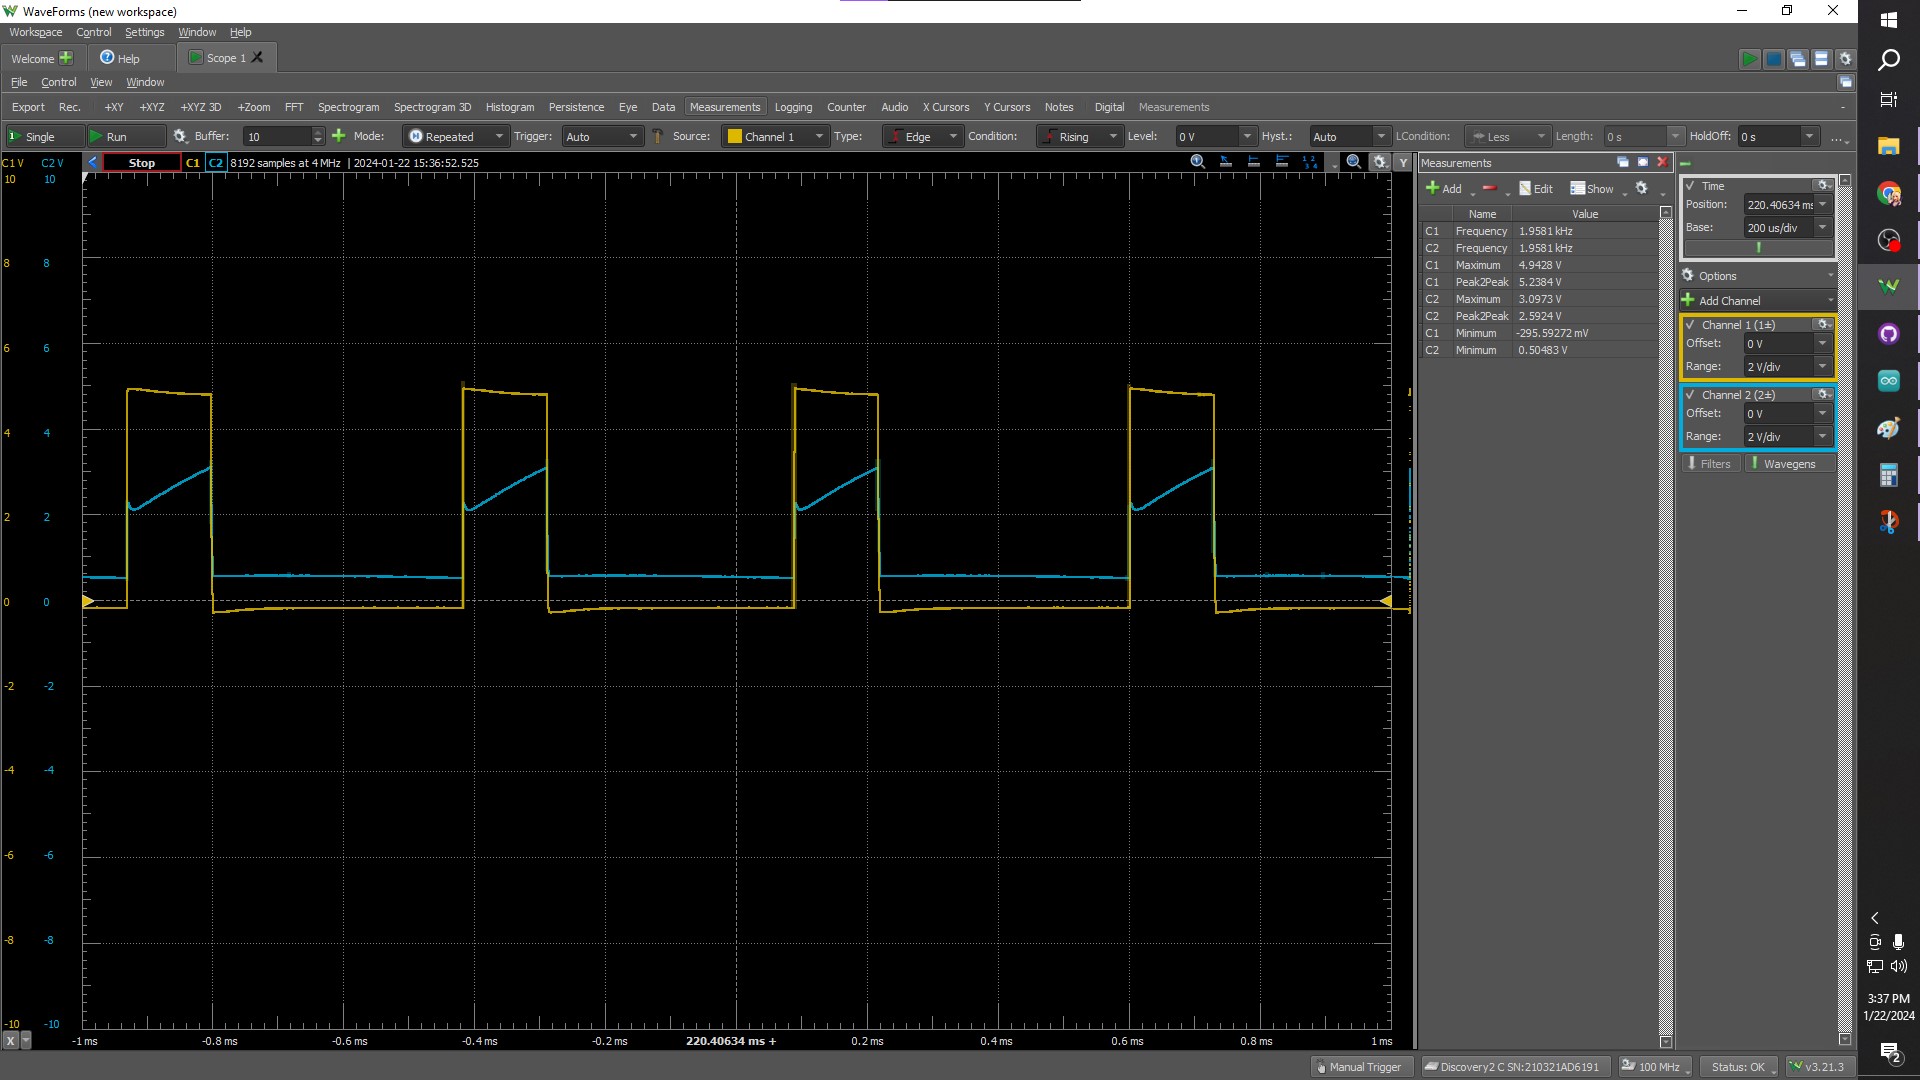 WaveForms (new workspace)
Workspace Control Settings Window Help
Welcome Help Scope 1
File Control View Window
Export Rec. +XY +XYZ +XYZ 3D +Zoom FFT Spectrogram Spectrogram 3D Histogram Persistence Eye Data Measurements Logging Counter Audio X Cursors Y Cursors Notes Digital Measurements -
1 Single Run Buffer: 10 Mode: Repeated Trigger: Auto Source: Channel 1 Type: Edge Condition: Rising Level: 0 V Hyst.: Auto LCondition: Less Length: 0 s HoldOff: 0 s ...
C1 V C2 V Stop C1 C2 8192 samples at 4 MHz | 2024-01-22 15:36:52.525 Y
10 10
8 8
6 6
4 4
2 2
0 0
-2 -2
-4 -4
-6 -6
-8 -8
-10 -10
X -1 ms -0.8 ms -0.6 ms -0.4 ms -0.2 ms 220.40634 ms + 0.2 ms 0.4 ms 0.6 ms 0.8 ms 1 ms
Measurements
Add Edit Show
Name Value
C1 Frequency 1.9581 kHz
C2 Frequency 1.9581 kHz
C1 Maximum 4.9428 V
C1 Peak2Peak 5.2384 V
C2 Maximum 3.0973 V
C2 Peak2Peak 2.5924 V
C1 Minimum -295.59272 mV
C2 Minimum 0.50483 V
Time
Position: 220.40634 ms
Base: 200 us/div
Options
Add Channel
Channel 1 (1±)
Offset: 0 V
Range: 2 V/div
Channel 2 (2±)
Offset: 0 V
Range: 2 V/div
Filters Wavegens
Manual Trigger Discovery2 C SN:210321AD6191 100 MHz Status: OK v3.21.3
3:37 PM
1/22/2024
2